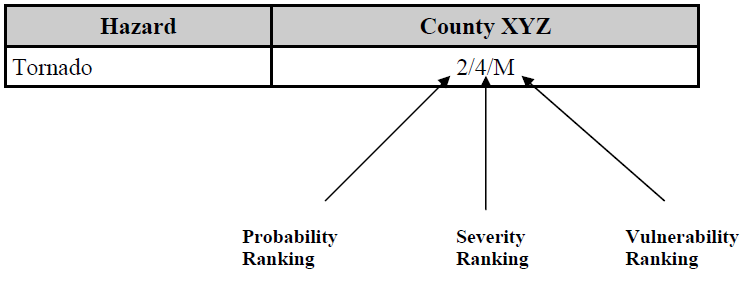 Hazard County XYZ
Tornado 2/4/M
Probability Severity Vulnerability
Ranking Ranking Ranking